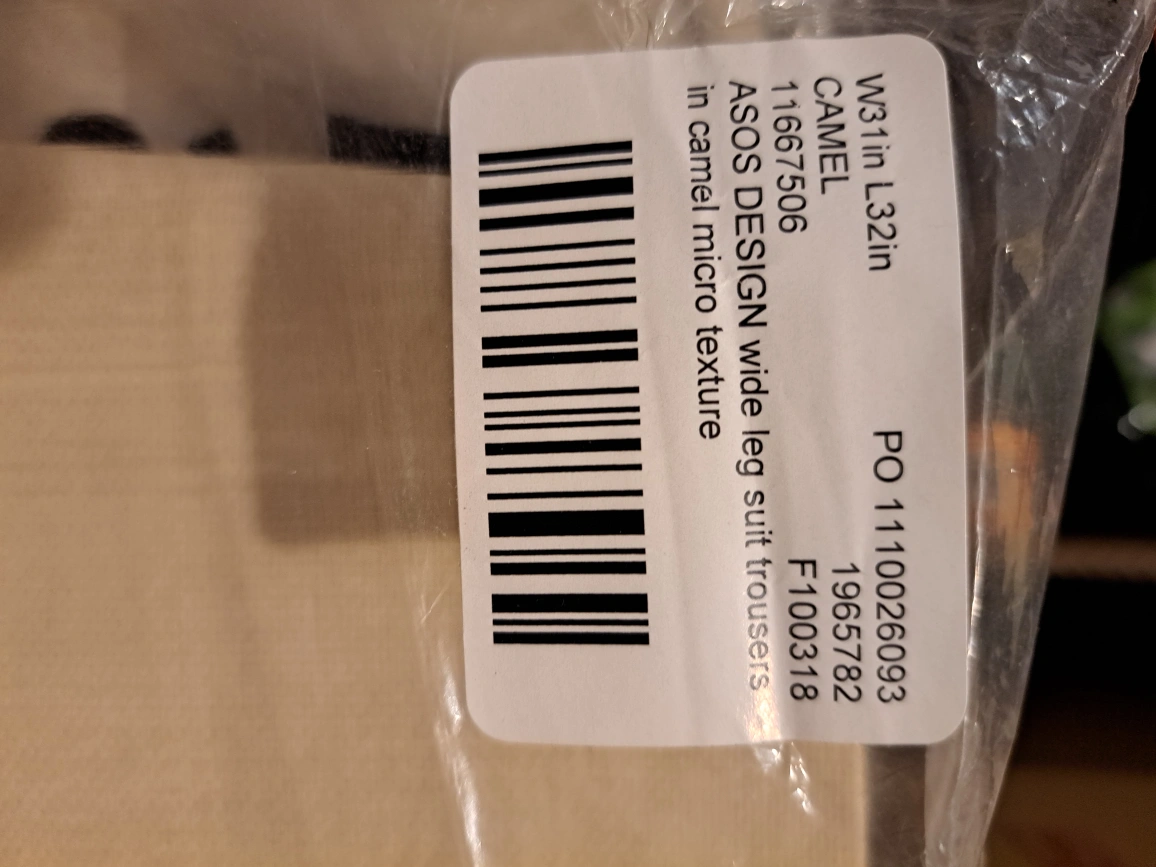 W31in L32in PO 1110026093
CAMEL 1965782
11667506 F100318
ASOS DESIGN wide leg suit trousers
in camel micro texture